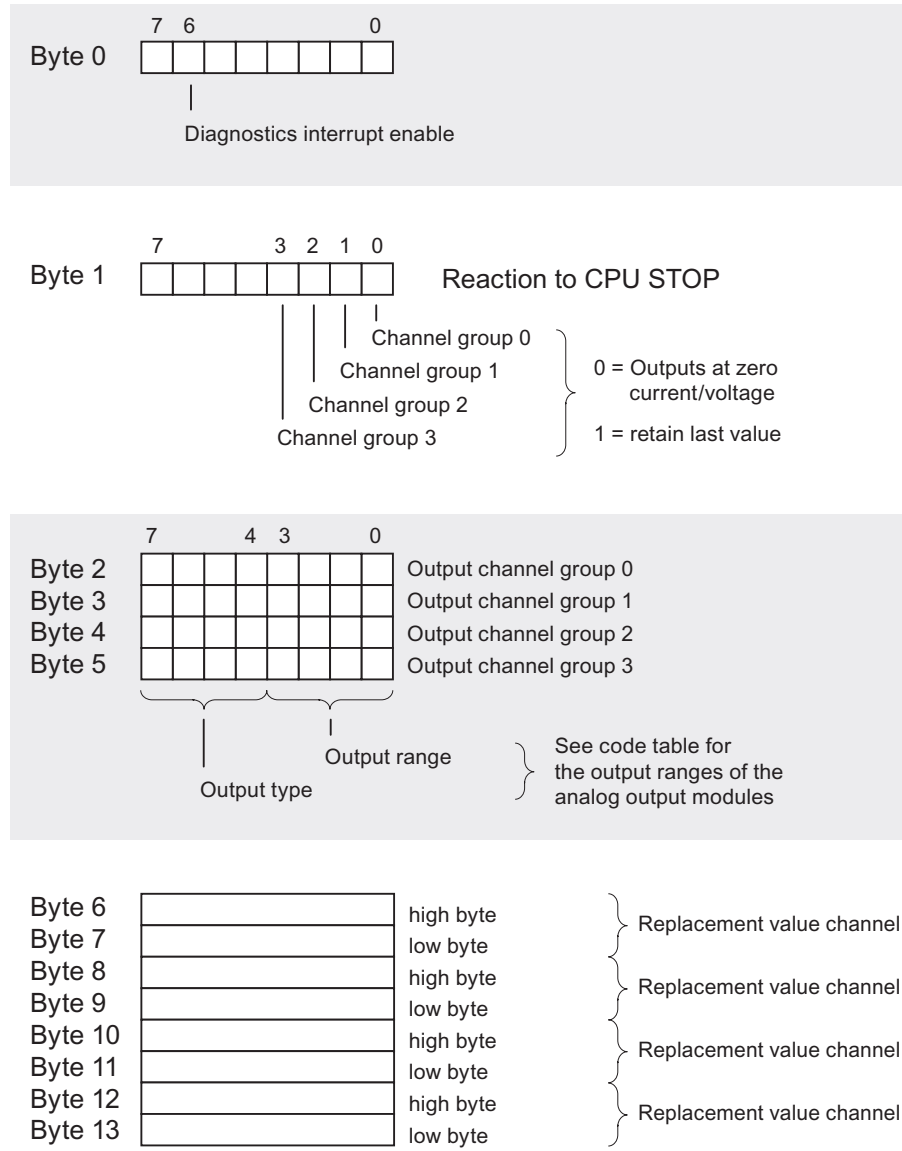 7 6 0
Byte 0
Diagnostics interrupt enable
7 3 2 1 0
Byte 1 Reaction to CPU STOP
Channel group 0
Channel group 1
Channel group 2
Channel group 3
0 = Outputs at zero
current/voltage
1 = retain last value
7 4 3 0
Byte 2 Output channel group 0
Byte 3 Output channel group 1
Byte 4 Output channel group 2
Byte 5 Output channel group 3
Output range
Output type
See code table for
the output ranges of the
analog output modules
Byte 6 high byte
Replacement value channel
Byte 7 low byte
Byte 8 high byte
Replacement value channel
Byte 9 low byte
Byte 10 high byte
Replacement value channel
Byte 11 low byte
Byte 12 high byte
Replacement value channel
Byte 13 low byte